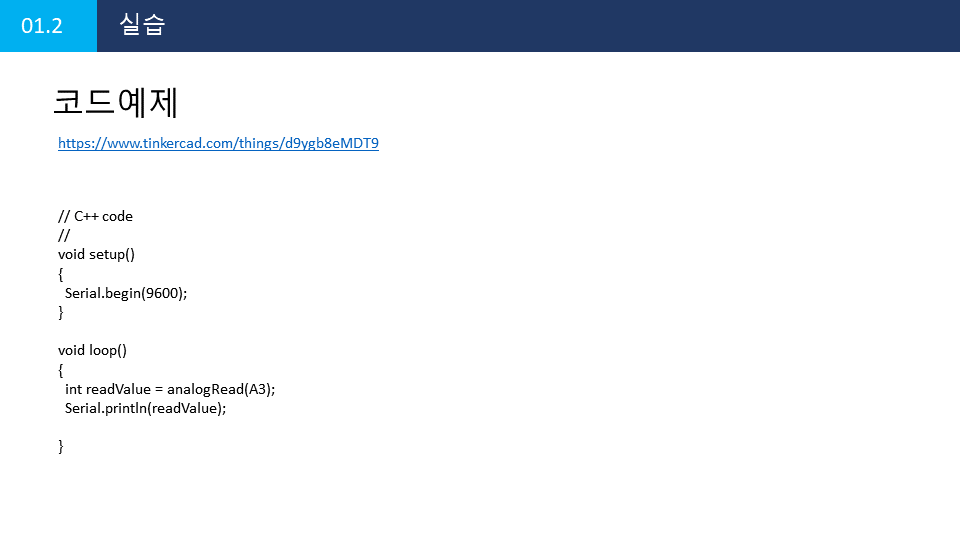 01.2
실습
코드예제
https://www.tinkercad.com/things/d9ygb8eMDT9
// C++ code
//
void setup()
{
  Serial.begin(9600);
}
void loop()
{
  int readValue = analogRead(A3);
  Serial.println(readValue);
}